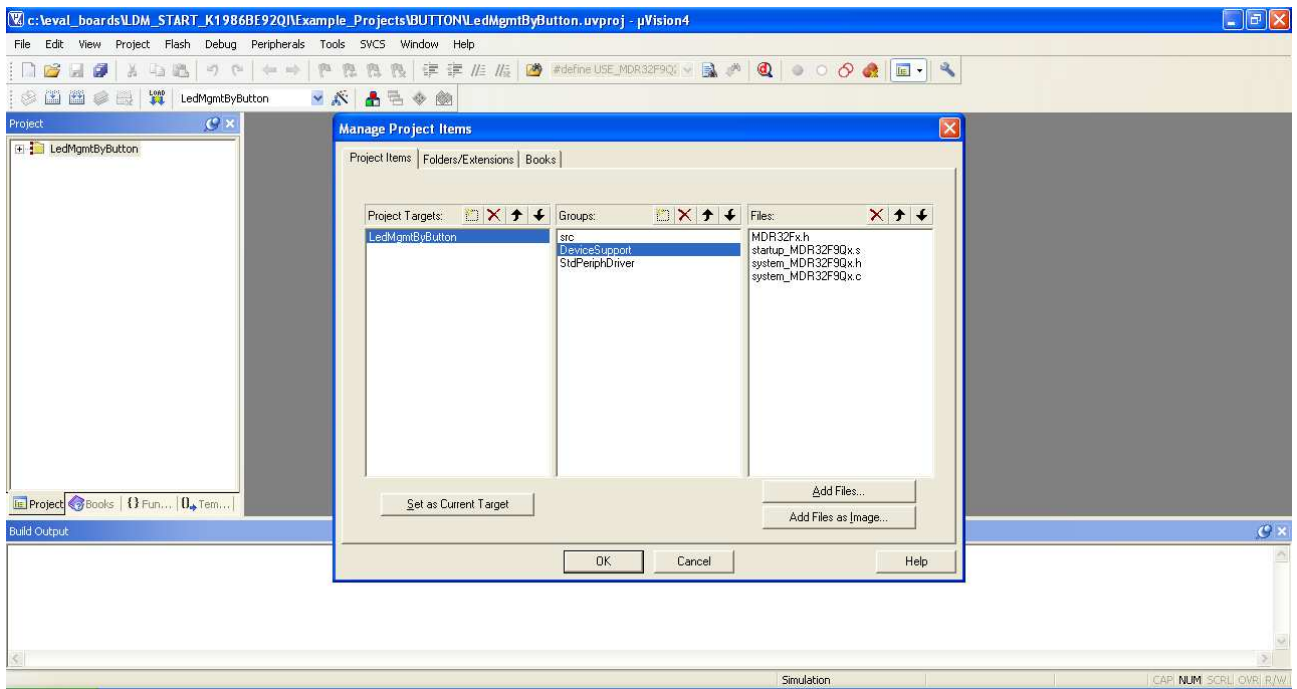 c:\eval_boards\LDM_START_K1986BE92QI\Example_Projects\BUTTON\LedMgmtByButton.uvproj - µVision4
File Edit View Project Flash Debug Peripherals Tools SVCS Window Help
#define USE_MDR32F9Q
LOAD LedMgmtByButton
Project
LedMgmtByButton
Manage Project Items
Project Items Folders/Extensions Books
Project Targets: Groups: Files:
LedMgmtByButton src MDR32Fx.h
DeviceSupport startup_MDR32F9Qx.s
StdPeriphDriver system_MDR32F9Qx.h
system_MDR32F9Qx.c
Set as Current Target
Add Files...
Add Files as Image...
OK Cancel Help
Project Books {} Fun... 0 Tem...
Build Output
Simulation CAP NUM SCRL OVR R/W